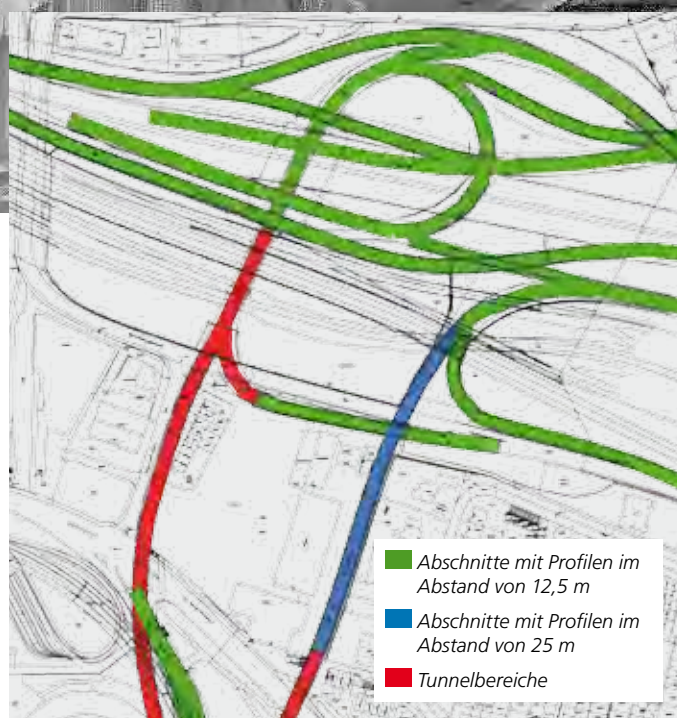 Abschnitte mit Profilen im
Abstand von 12,5 m
Abschnitte mit Profilen im
Abstand von 25 m
Tunnelbereiche